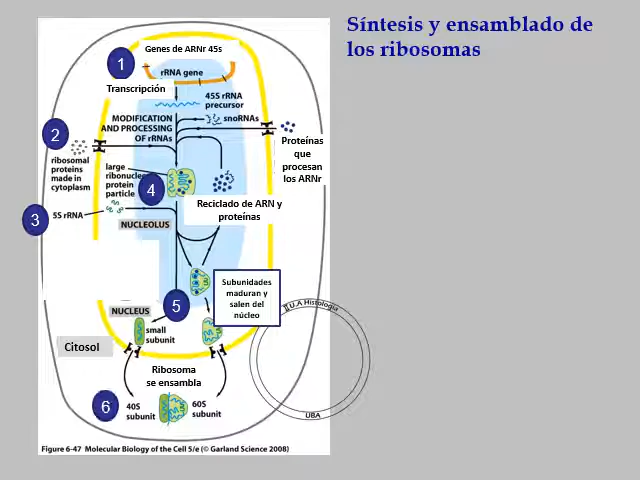 Síntesis y ensamblado de
los ribosomas
1
Genes de ARNr 45s
rRNA gene
Transcripción
45S rRNA
precursor
snoRNAs
MODIFICATION
AND PROCESSING
OF rRNAs
2
ribosomal
proteins
made in
cytoplasm
Proteínas
que
procesan
los ARNr
large
ribonucle
protein
particle
4
Reciclado de ARN y
proteínas
3
5S rRNA
NUCLEOLUS
Subunidades
maduran y
salen del
núcleo
5
NUCLEUS
small
subunit
Citosol
Ribosoma
se ensambla
6
40S
subunit
60S
subunit
II U.A Histología
UBA
Figure 6-47 Molecular Biology of the Cell 5/e (© Garland Science 2008)